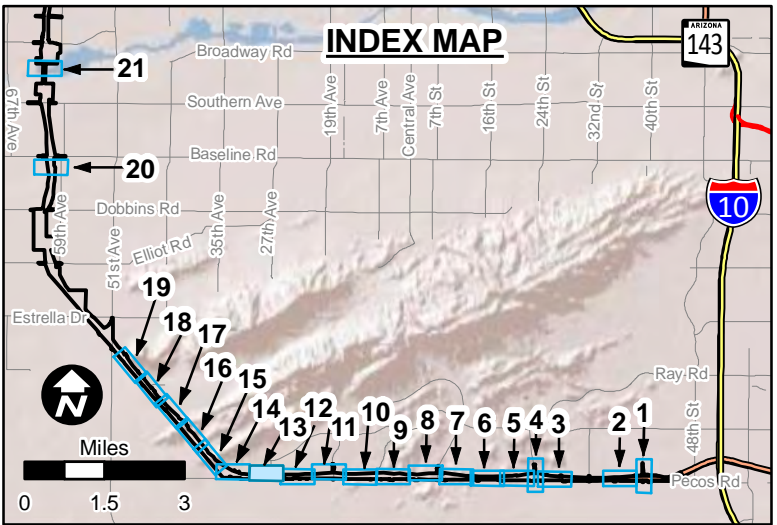 INDEX MAP
ARIZONA
143
Broadway Rd
21
67th Ave
Southern Ave
19th Ave
7th Ave
Central Ave
7th St
16th St
24th St
32nd St
40th St
Baseline Rd
20
10
59th Ave
Dobbins Rd
51st Ave
Elliot Rd
35th Ave
27th Ave
Estrella Dr
19
18
17
16
15
14
13
12
11
10
9
8
7
6
5
4
3
2
1
Ray Rd
48th St
Pecos Rd
N
Miles
0 1.5 3